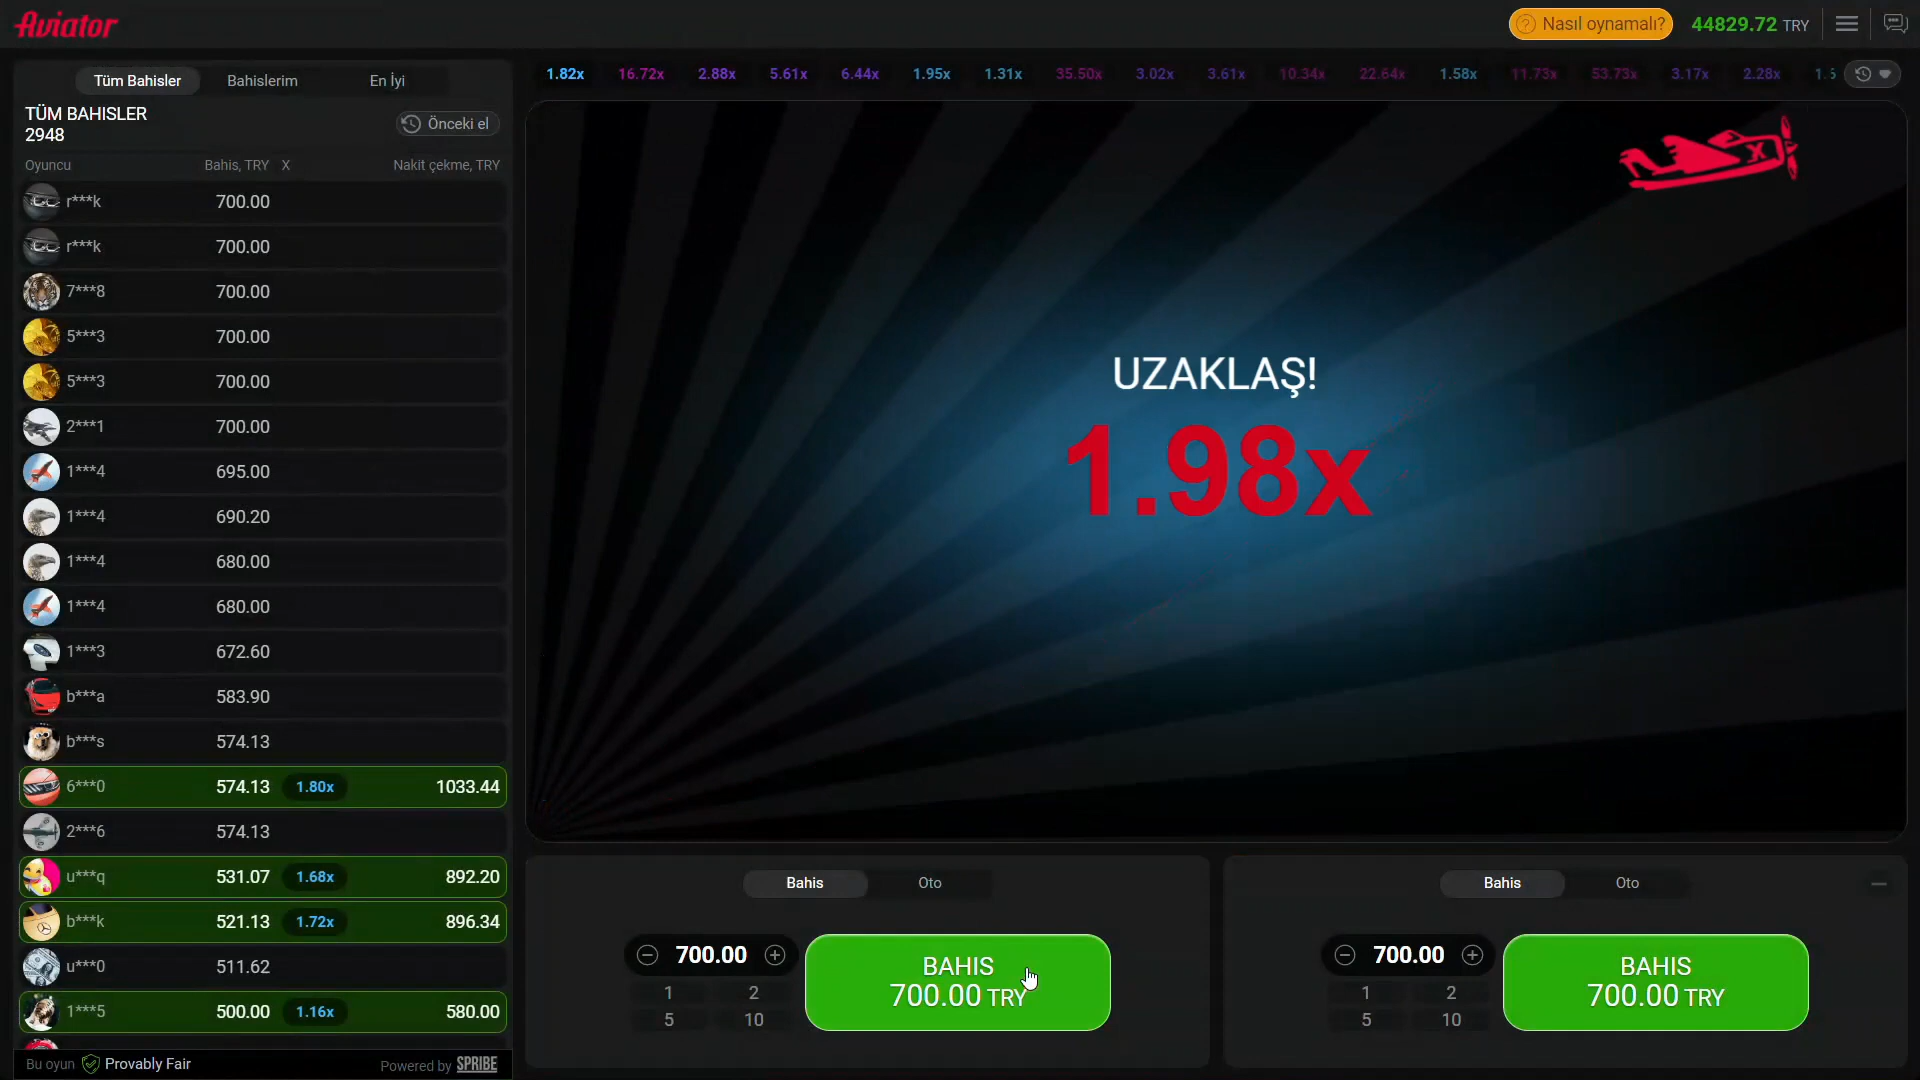 Aviator
Nasıl oynamalı?
44829.72 TRY
Tüm Bahisler
Bahislerim
En İyi
TÜM BAHISLER
2948
Önceki el
Oyuncu Bahis, TRY X Nakit çekme, TRY
r***k 700.00
r***k 700.00
7***8 700.00
5***3 700.00
5***3 700.00
2***1 700.00
1***4 695.00
1***4 690.20
1***4 680.00
1***4 680.00
1***3 672.60
b***a 583.90
b***s 574.13
6***0 574.13 1.80x 1033.44
2***6 574.13
u***q 531.07 1.68x 892.20
b***k 521.13 1.72x 896.34
u***0 511.62
1***5 500.00 1.16x 580.00
Bu oyun Provably Fair Powered by SPRIBE
1.82x 16.72x 2.88x 5.61x 6.44x 1.95x 1.31x 35.50x 3.02x 3.61x 10.34x 22.64x 1.58x 11.73x 53.73x 3.17x 2.28x
X
UZAKLAŞ!
1.98x
Bahis Oto
700.00
1 2
5 10
BAHIS
700.00 TRY
Bahis Oto
700.00
1 2
5 10
BAHIS
700.00 TRY